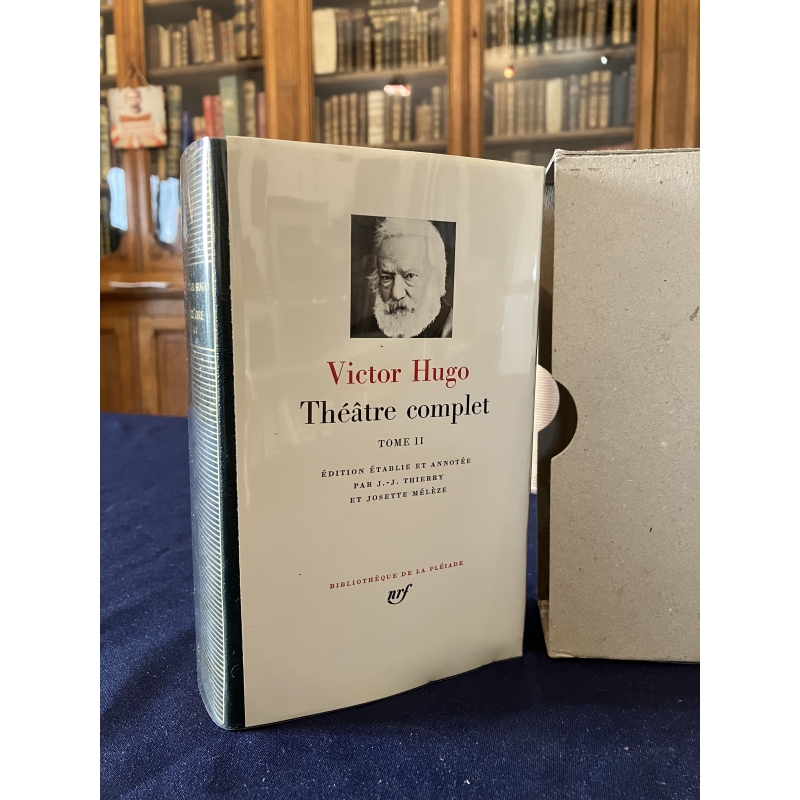 Victor Hugo
Théâtre complet
TOME II
ÉDITION ÉTABLIE ET ANNOTÉE
PAR J.-J. THIERRY
ET JOSETTE MÉLÈZE
BIBLIOTHÈQUE DE LA PLÉIADE
nrf
HUGO